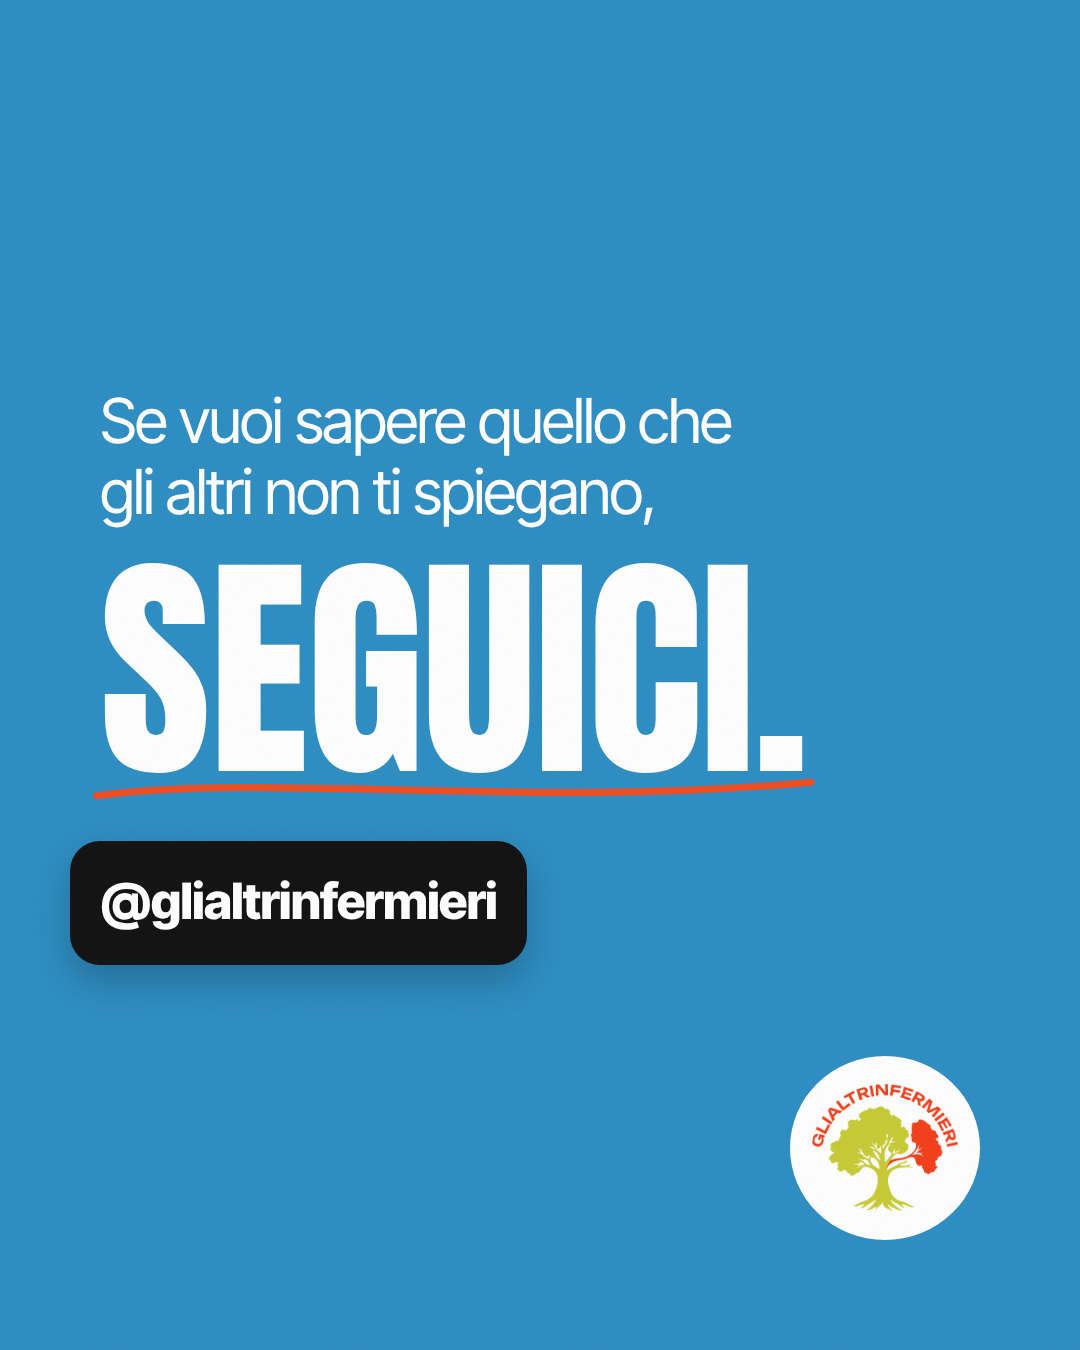 Se vuoi sapere quello che
gli altri non ti spiegano,
SEGUICI.
@glialtrinfermieri
GLIALTRINFERMIERI